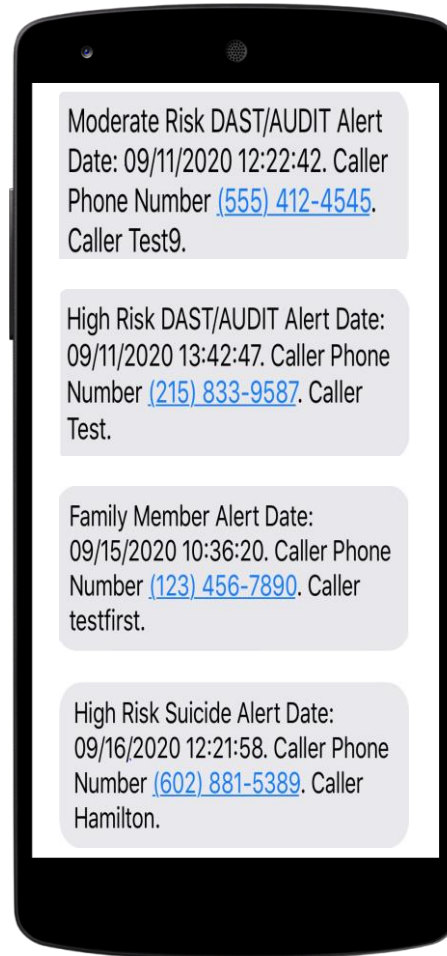 Moderate Risk DAST/AUDIT Alert
Date: 09/11/2020 12:22:42. Caller
Phone Number (555) 412-4545.
Caller Test9.
High Risk DAST/AUDIT Alert Date:
09/11/2020 13:42:47. Caller Phone
Number (215) 833-9587. Caller
Test.
Family Member Alert Date:
09/15/2020 10:36:20. Caller Phone
Number (123) 456-7890. Caller
testfirst.
High Risk Suicide Alert Date:
09/16/2020 12:21:58. Caller Phone
Number (602) 881-5389. Caller
Hamilton.